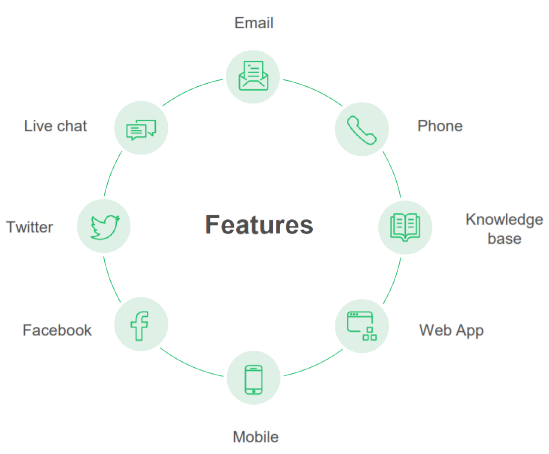 Email
Live chat
Phone
Twitter
Features
Knowledge
base
Facebook
Web App
Mobile